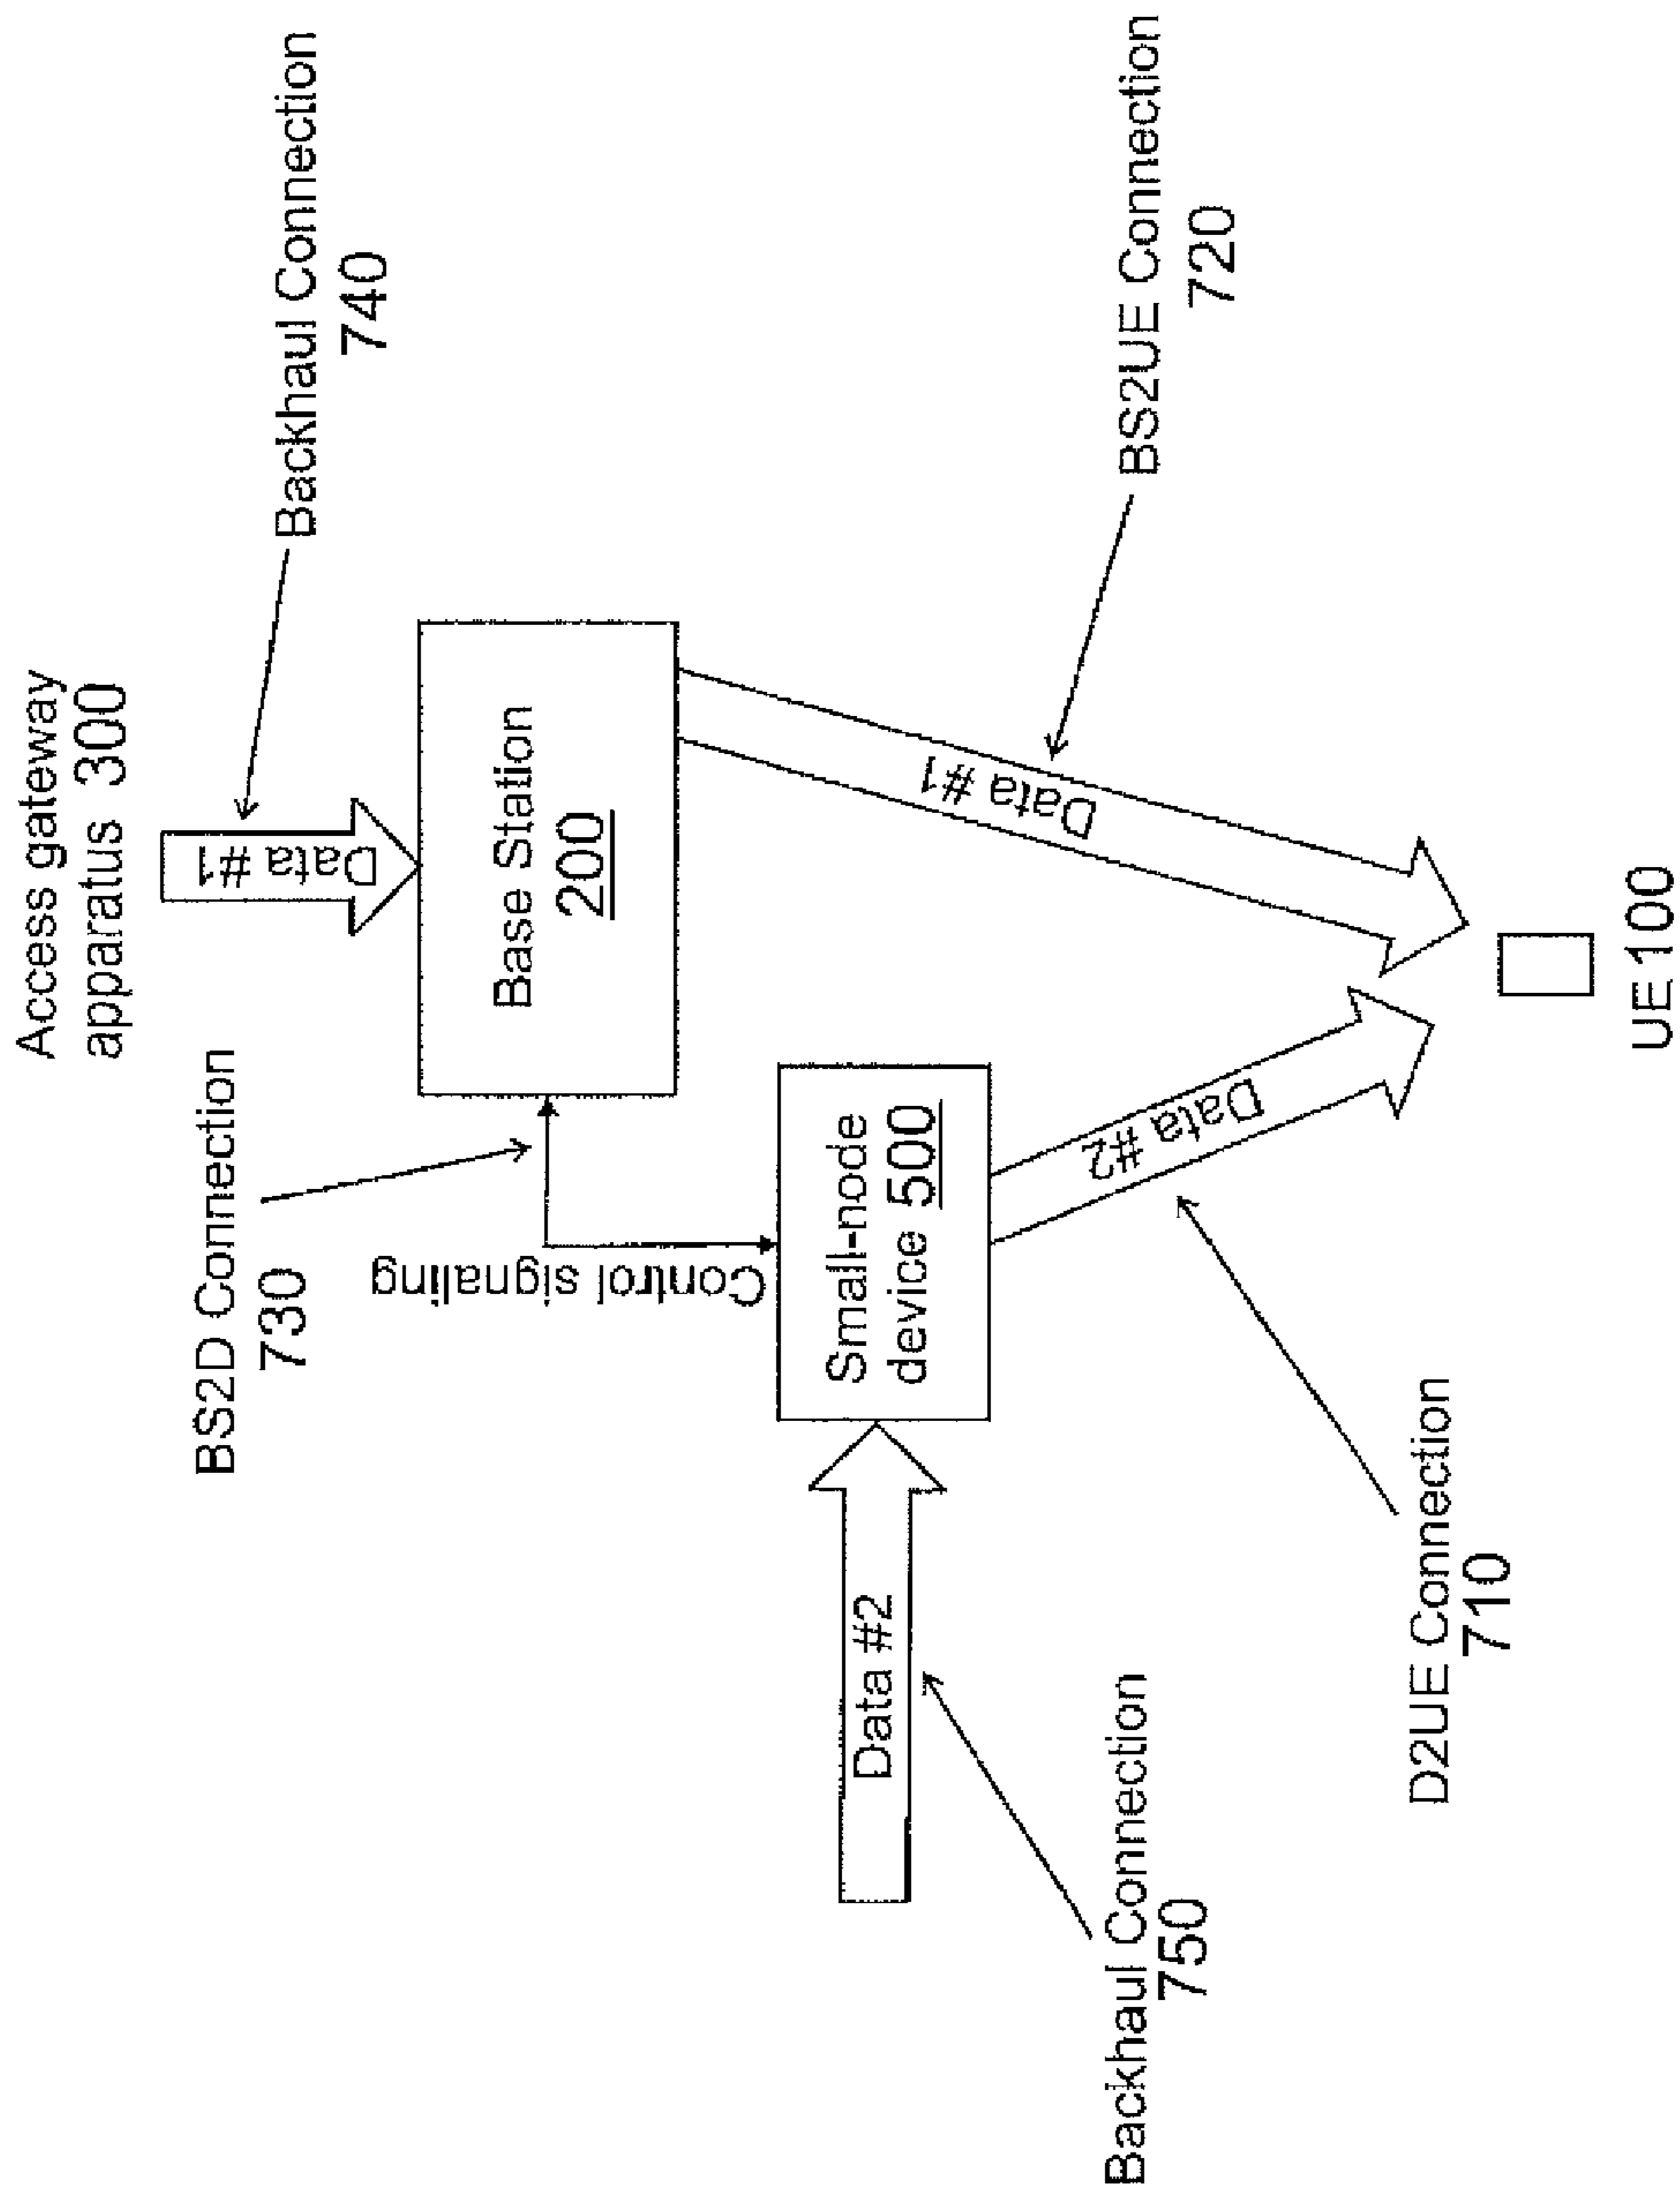 Access gateway
apparatus 300
Data #1
Backhaul Connection
740
BS2D Connection
730
Base Station
200
Control signaling
Small-node
device 500
Data #2
Backhaul Connection
750
Data #1
BS2UE Connection
720
Data #2
D2UE Connection
710
UE 100